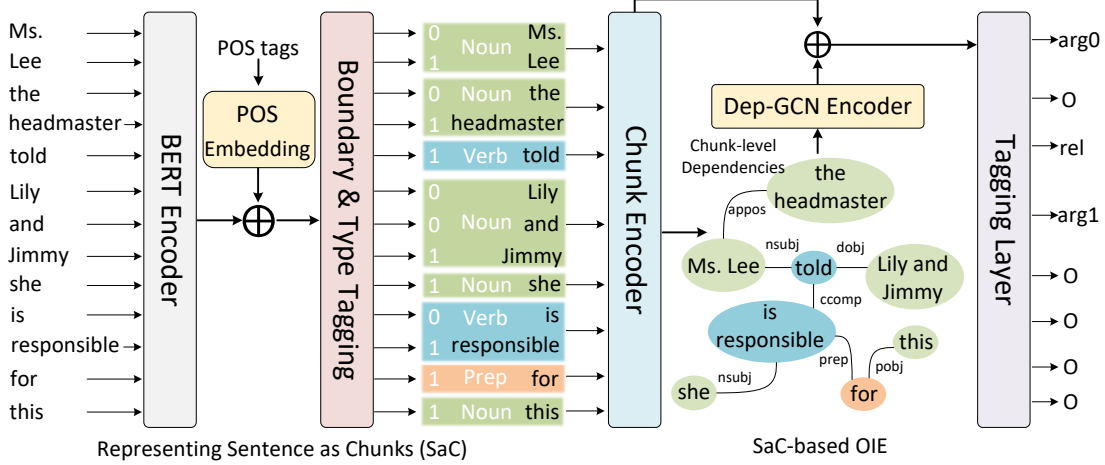 Ms.
Lee
the
headmaster
told
Lily
and
Jimmy
she
is
responsible
for
this
BERT Encoder
POS tags
POS
Embedding
Boundary & Type Tagging
0 Noun Ms.
1 Lee
0 Noun the
1 headmaster
1 Verb told
0 Lily
0 Noun and
1 Jimmy
1 Noun she
0 Verb is
1 responsible
1 Prep for
1 Noun this
Chunk Encoder
Dep-GCN Encoder
Chunk-level
Dependencies
the
headmaster
appos
Ms. Lee
nsubj
told
dobj
Lily and
Jimmy
ccomp
is
responsible
this
prep
pobj
she
nsubj
for
Tagging Layer
arg0
O
rel
arg1
O
O
O
O
Representing Sentence as Chunks (SaC)
SaC-based OIE